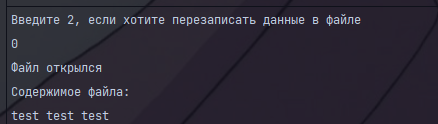 Введите 2, если хотите перезаписать данные в файле
0
Файл открылся
Содержимое файла:
test test test